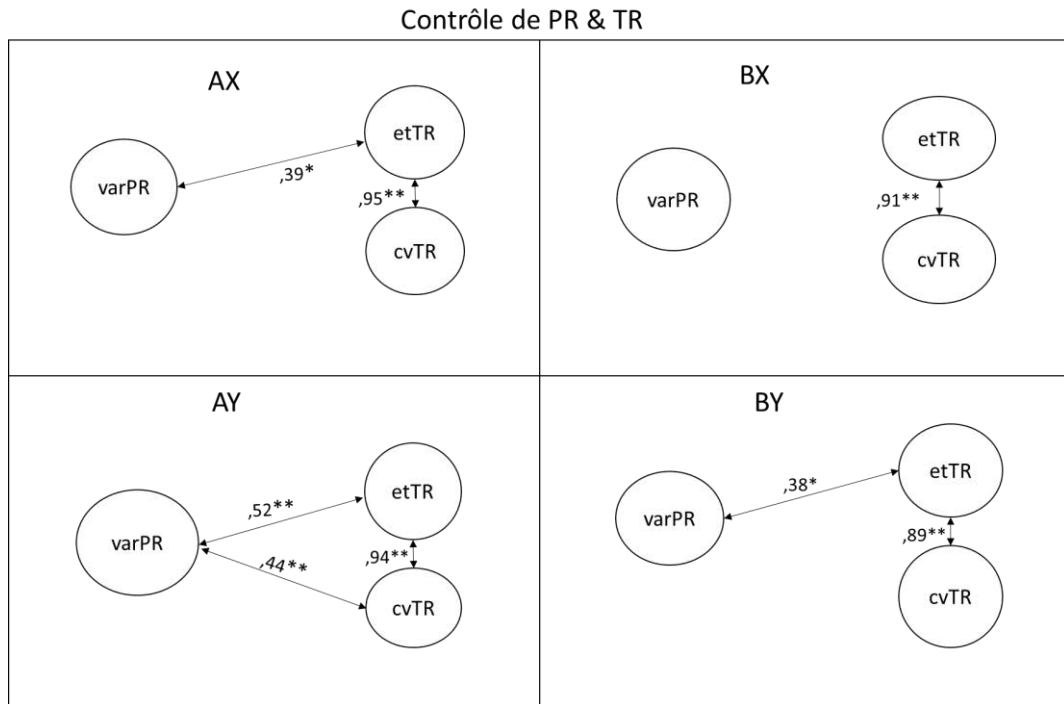 Contrôle de PR & TR
AX
etTR
varPR
,39*
,95**
cvTR
BX
etTR
varPR
,91**
cvTR
AY
etTR
,52**
varPR
,44**
,94**
cvTR
BY
etTR
,38*
varPR
,89**
cvTR